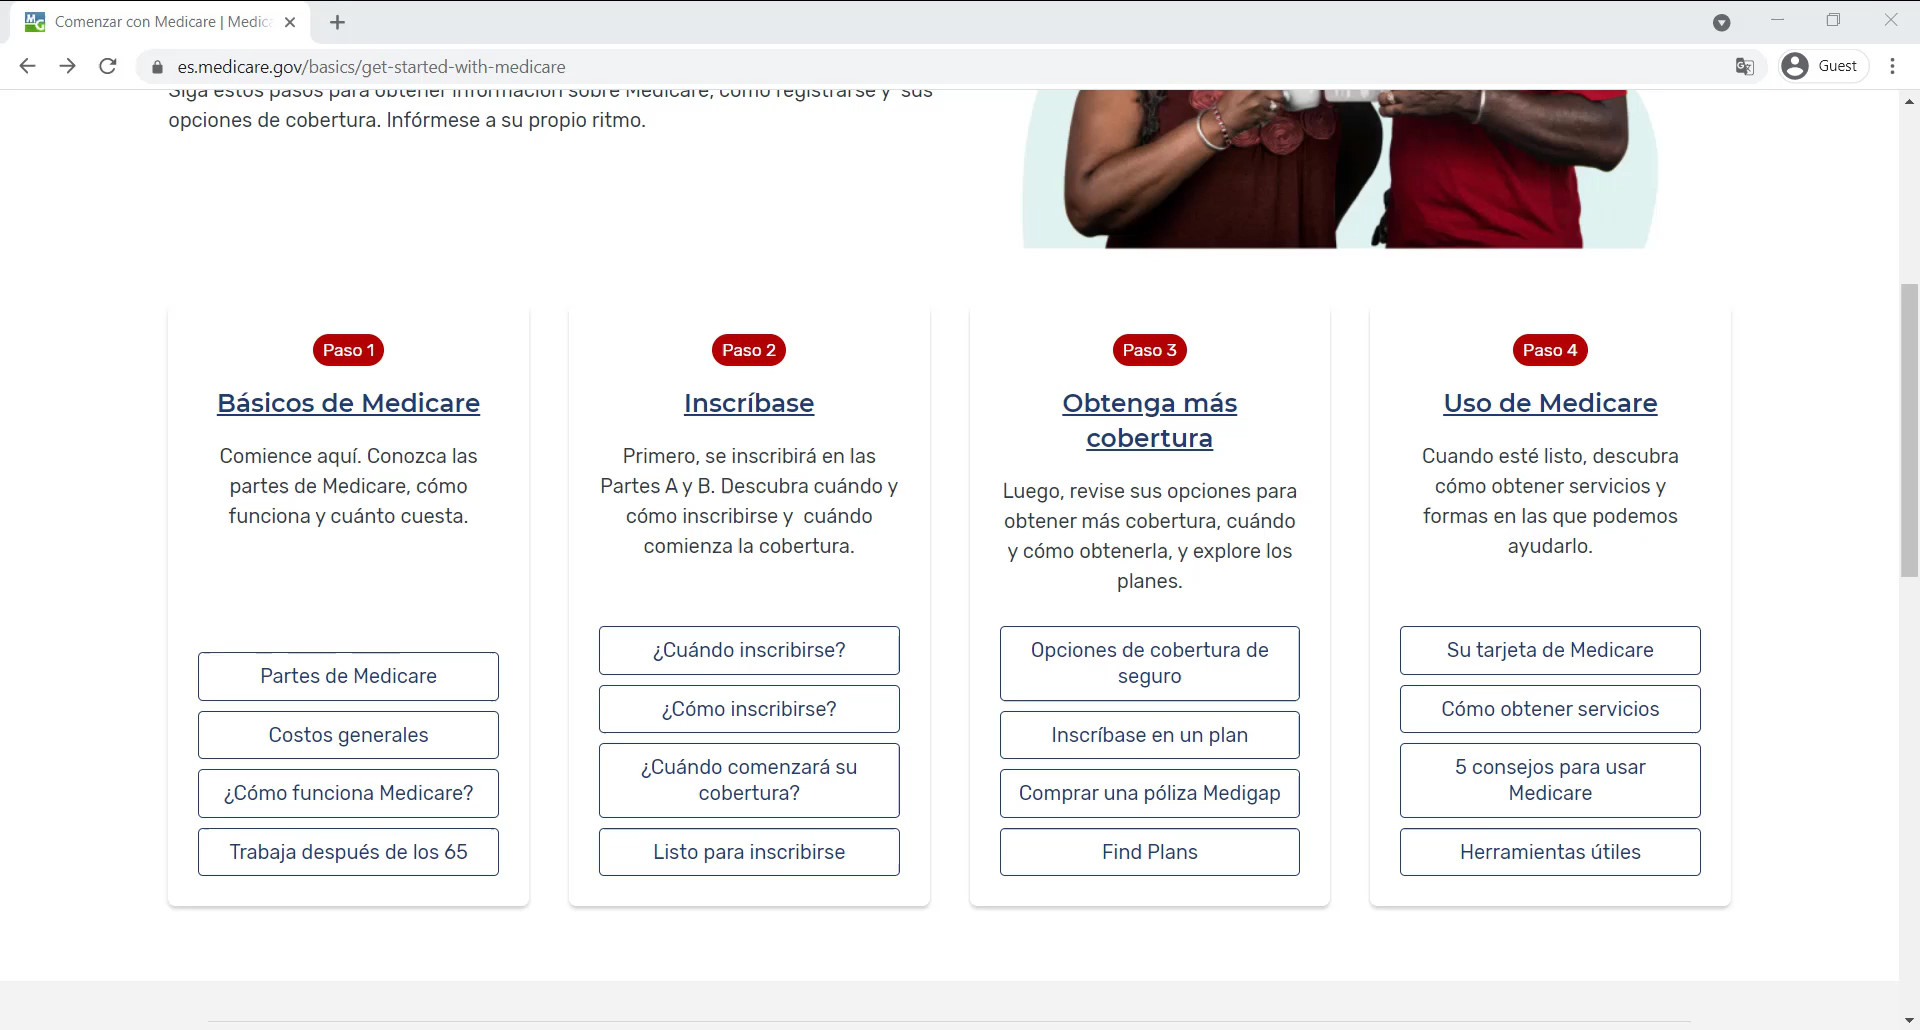 Comenzar con Medicare | Medic
es.medicare.gov/basics/get-started-with-medicare
Guest
Siga estos pasos para obtener información sobre Medicare, cómo registrarse y sus
opciones de cobertura. Infórmese a su propio ritmo.
Paso 1
Básicos de Medicare
Comience aquí. Conozca las
partes de Medicare, cómo
funciona y cuánto cuesta.
Partes de Medicare
Costos generales
¿Cómo funciona Medicare?
Trabaja después de los 65
Paso 2
Inscríbase
Primero, se inscribirá en las
Partes A y B. Descubra cuándo y
cómo inscribirse y cuándo
comienza la cobertura.
¿Cuándo inscribirse?
¿Cómo inscribirse?
¿Cuándo comenzará su
cobertura?
Listo para inscribirse
Paso 3
Obtenga más
cobertura
Luego, revise sus opciones para
obtener más cobertura, cuándo
y cómo obtenerla, y explore los
planes.
Opciones de cobertura de
seguro
Inscríbase en un plan
Comprar una póliza Medigap
Find Plans
Paso 4
Uso de Medicare
Cuando esté listo, descubra
cómo obtener servicios y
formas en las que podemos
ayudarlo.
Su tarjeta de Medicare
Cómo obtener servicios
5 consejos para usar
Medicare
Herramientas útiles